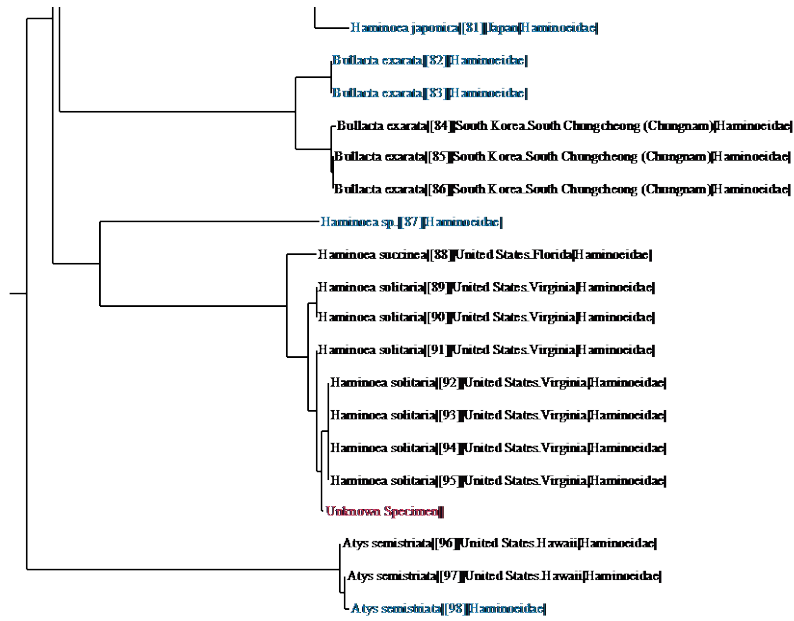 Haminoea japonica|[81]|Japan|Haminoeidae|
Bullacta exarata|[82]|Haminoeidae|
Bullacta exarata|[83]|Haminoeidae|
Bullacta exarata|[84]|South Korea.South Chungcheong (Chungnam)|Haminoeidae|
Bullacta exarata|[85]|South Korea.South Chungcheong (Chungnam)|Haminoeidae|
Bullacta exarata|[86]|South Korea.South Chungcheong (Chungnam)|Haminoeidae|
Haminoea sp.|[87]|Haminoeidae|
Haminoea succinea|[88]|United States.Florida|Haminoeidae|
Haminoea solitaria|[89]|United States.Virginia|Haminoeidae|
Haminoea solitaria|[90]|United States.Virginia|Haminoeidae|
Haminoea solitaria|[91]|United States.Virginia|Haminoeidae|
Haminoea solitaria|[92]|United States.Virginia|Haminoeidae|
Haminoea solitaria|[93]|United States.Virginia|Haminoeidae|
Haminoea solitaria|[94]|United States.Virginia|Haminoeidae|
Haminoea solitaria|[95]|United States.Virginia|Haminoeidae|
Unknown Specimen||
Atys semistriata|[96]|United States.Hawaii|Haminoeidae|
Atys semistriata|[97]|United States.Hawaii|Haminoeidae|
Atys semistriata|[98]|Haminoeidae|